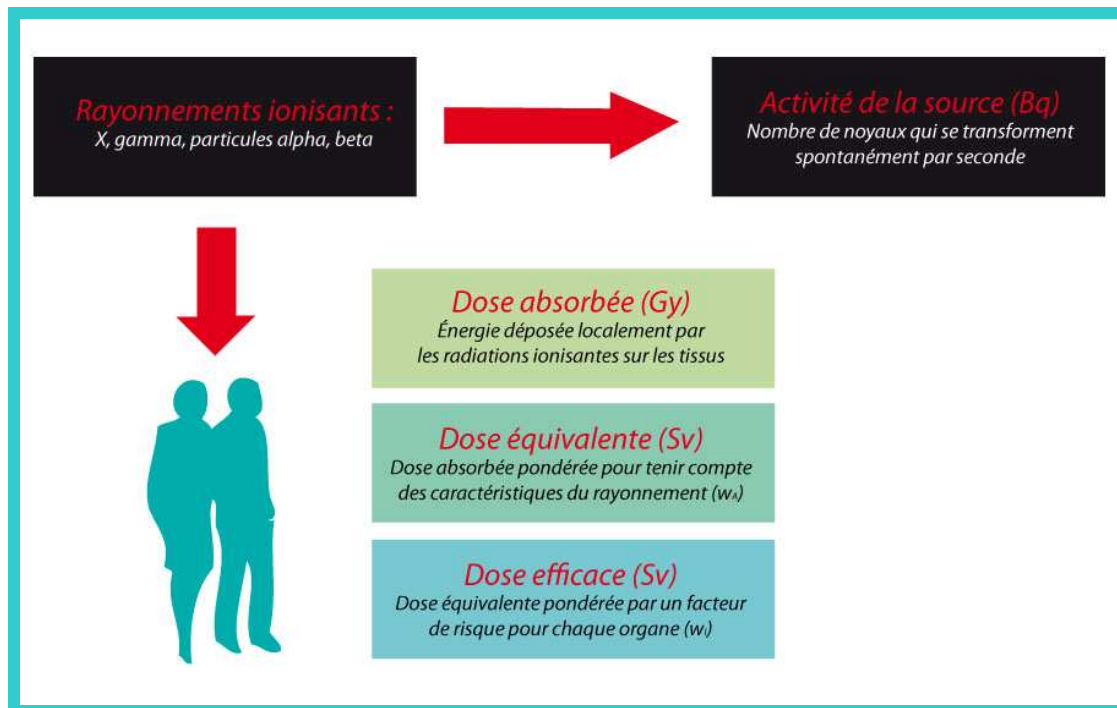 Rayonnements ionisants :
X, gamma, particules alpha, beta
Activité de la source (Bq)
Nombre de noyaux qui se transforment
spontanément par seconde
Dose absorbée (Gy)
Énergie déposée localement par
les radiations ionisantes sur les tissus
Dose équivalente (Sv)
Dose absorbée pondérée pour tenir compte
des caractéristiques du rayonnement
Dose efficace (Sv)
Dose équivalente pondérée par un facteur
de risque pour chaque organe